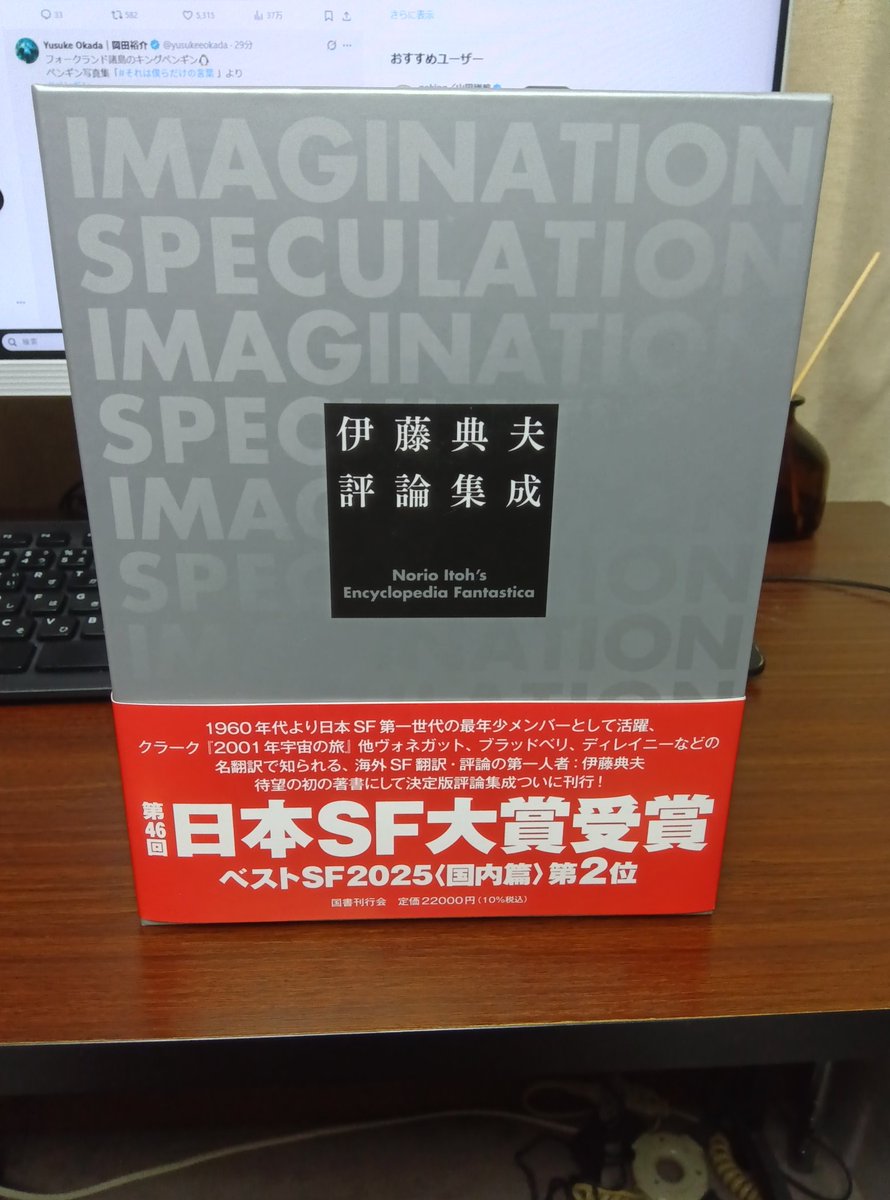 33 582 5,315 37万
さらに表示
Yusuke Okada | 岡田裕介 @yusukeeokada · 29分
フォークランド諸島のキングペンギン🐧
ペンギン写真集「#それは僕らだけの言葉 」より
おすすめユーザー
検索
IMAGINATION
SPECULATION
IMAGINATION
SPEC
IMAG
SPE
伊藤典夫
評論集成
Norio Itoh's
Encyclopedia Fantastica
1960年代より日本SF第一世代の最年少メンバーとして活躍、
クラーク『2001年宇宙の旅』他ヴォネガット、ブラッドベリ、ディレイニーなどの
名翻訳で知られる、海外SF翻訳・評論の第一人者:伊藤典夫
待望の初の著書にして決定版評論集成ついに刊行!
第46回 日本SF大賞受賞
ベストSF2025〈国内篇〉第2位
国書刊行会 定価22000円(10%税込)